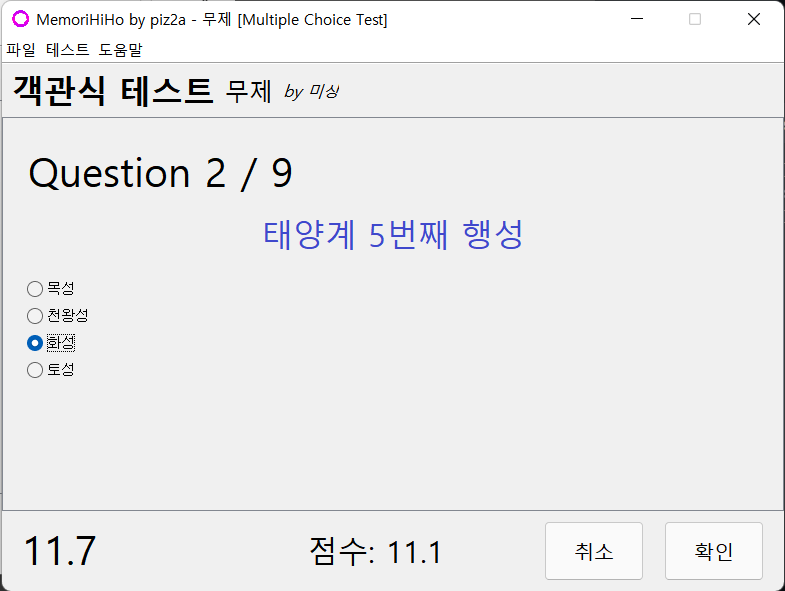 MemoriHiHo by piz2a - 무제 [Multiple Choice Test]
파일 테스트 도움말
객관식 테스트 무제 by 미싱
Question 2 / 9
태양계 5번째 행성
목성
천왕성
화성
토성
11.7 점수: 11.1 취소 확인